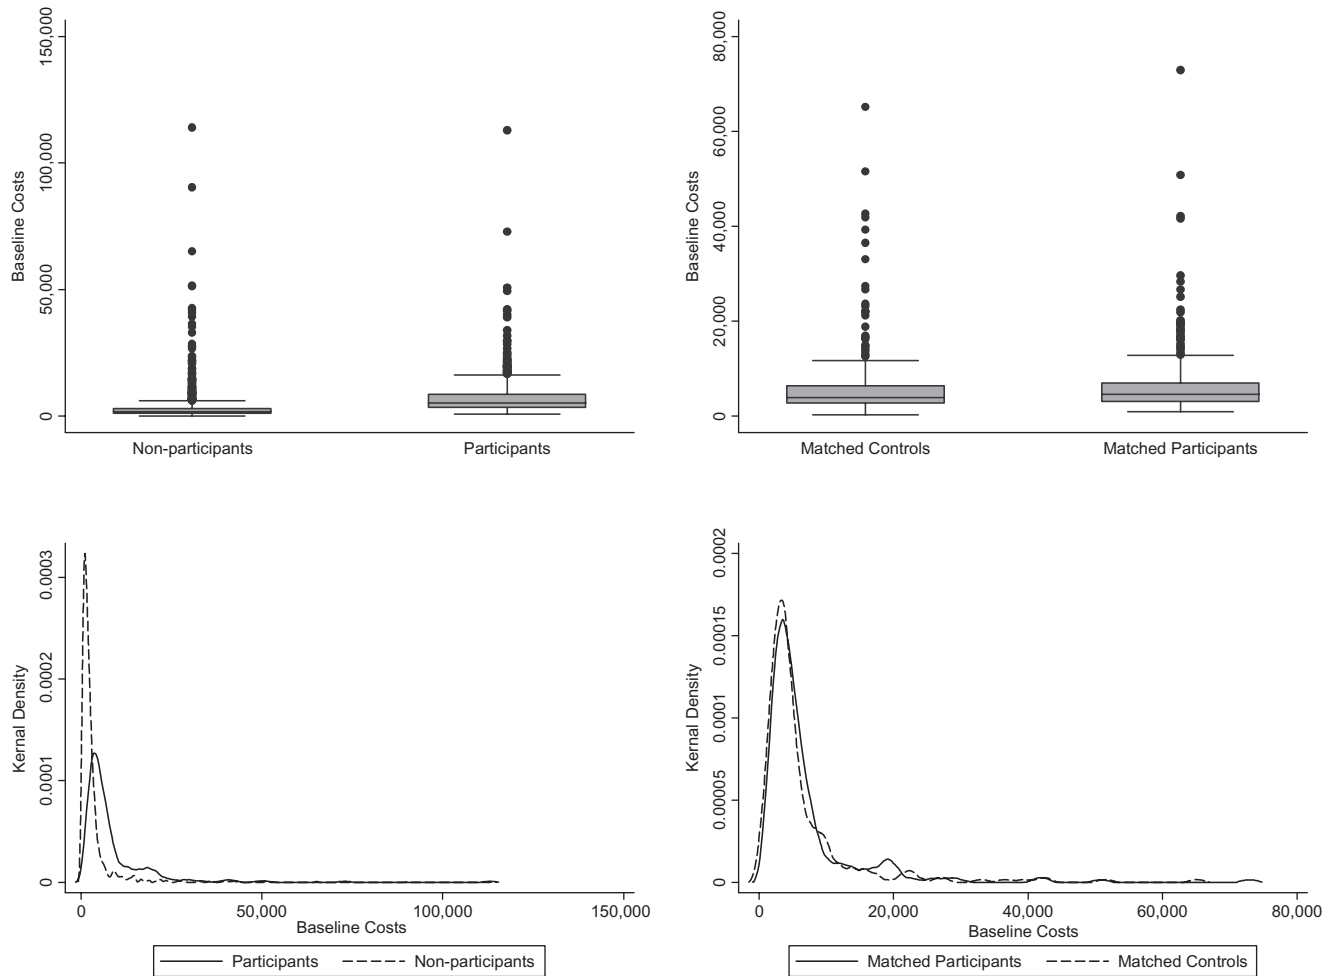 150,000
100,000
50,000
0
Baseline Costs
Non-participants Participants
80,000
60,000
40,000
20,000
0
Baseline Costs
Matched Controls Matched Participants
0.0003
0.0002
0.0001
0
Kernal Density
0 50,000 100,000 150,000
Baseline Costs
Participants Non-participants
0.0002
0.00015
0.0001
0.00005
0
Kernal Density
0 20,000 40,000 60,000 80,000
Baseline Costs
Matched Participants Matched Controls